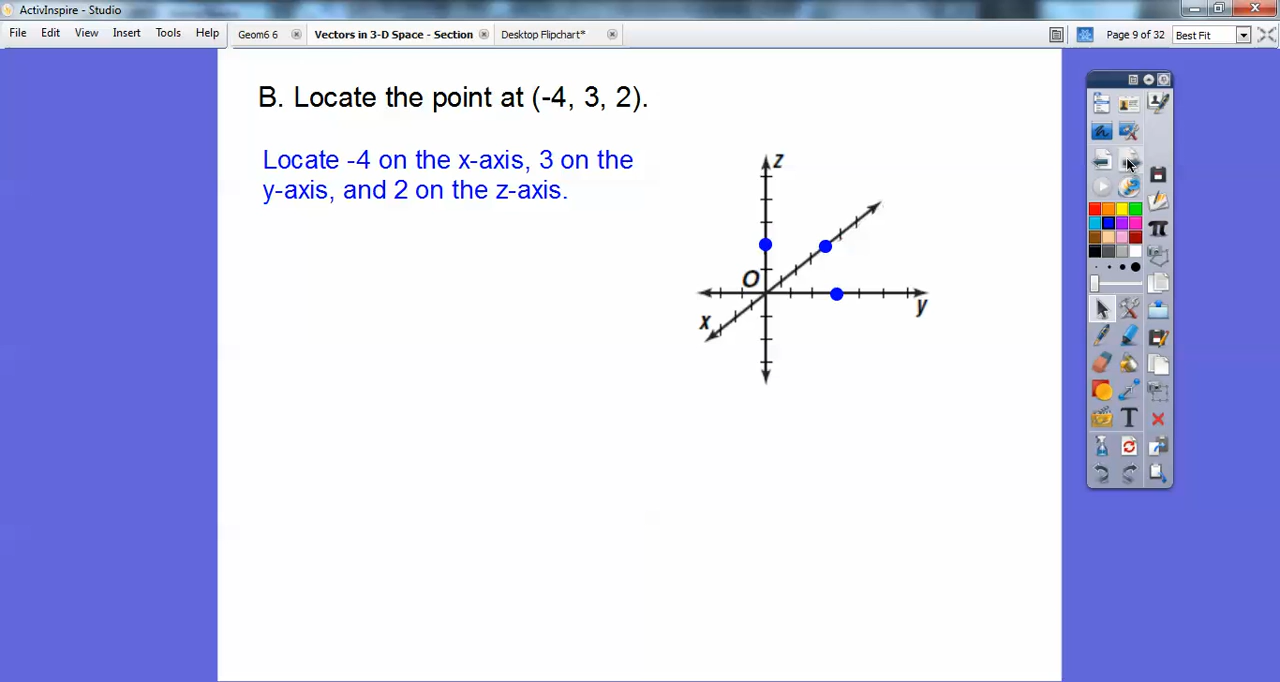 ActivInspire - Studio
File Edit View Insert Tools Help
Geom6 6
Vectors in 3-D Space - Section
Desktop Flipchart*
Page 9 of 32
Best Fit
B. Locate the point at (-4, 3, 2).
Locate -4 on the x-axis, 3 on the
y-axis, and 2 on the z-axis.
z
O
x
y
T